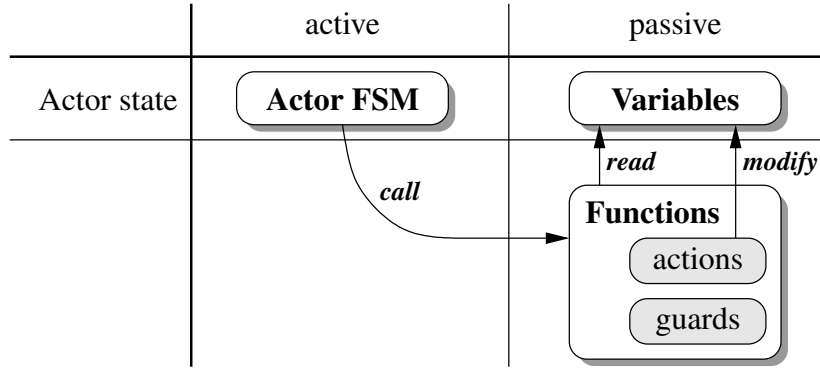 active passive
Actor state Actor FSM Variables
read modify
call
Functions
actions
guards